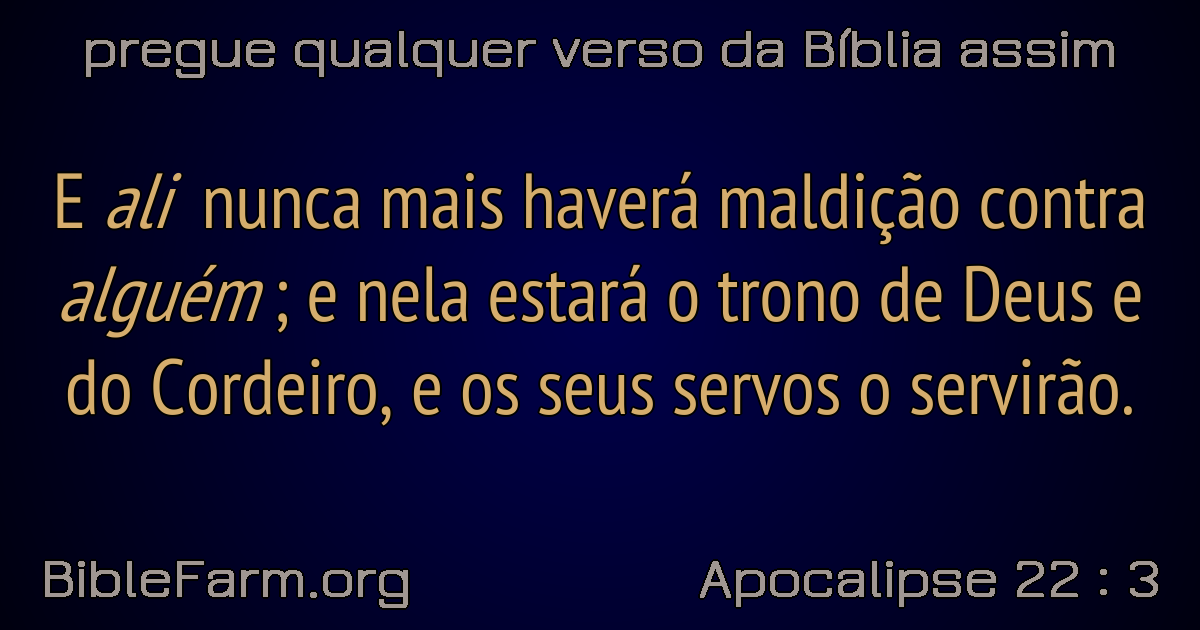 pregue qualquer verso da Bíblia assim
E ali nunca mais haverá maldição contra
alguém; e nela estará o trono de Deus e
do Cordeiro, e os seus servos o servirão.
BibleFarm.org
Apocalipse 22 : 3